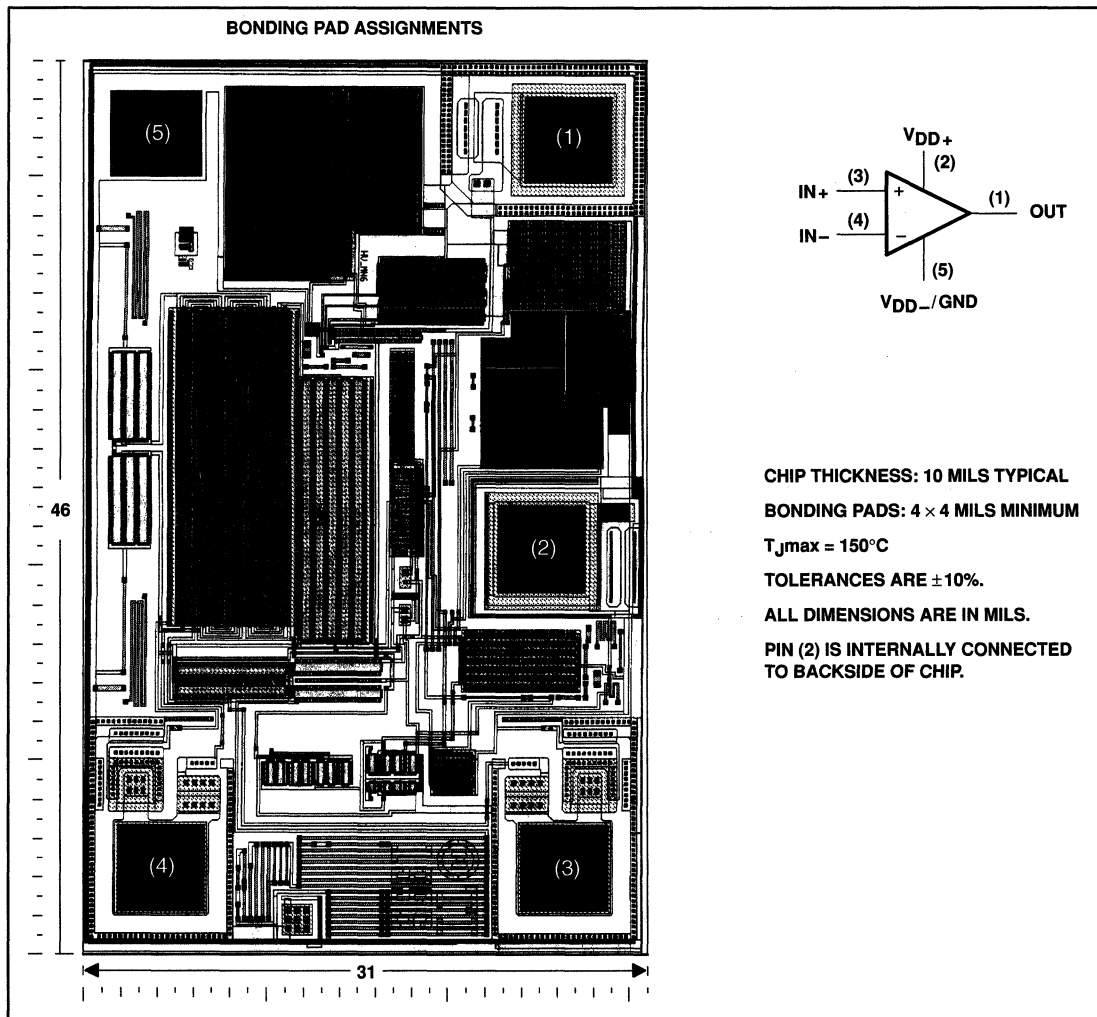 BONDING PAD ASSIGNMENTS
(5)
(1)
(2)
(4)
(3)
46
31
VDD+
(2)
(3)
IN+
+
(1)
OUT
(4)
IN−
−
(5)
VDD−/GND
CHIP THICKNESS: 10 MILS TYPICAL
BONDING PADS: 4 × 4 MILS MINIMUM
TJmax = 150°C
TOLERANCES ARE ±10%.
ALL DIMENSIONS ARE IN MILS.
PIN (2) IS INTERNALLY CONNECTED
TO BACKSIDE OF CHIP.